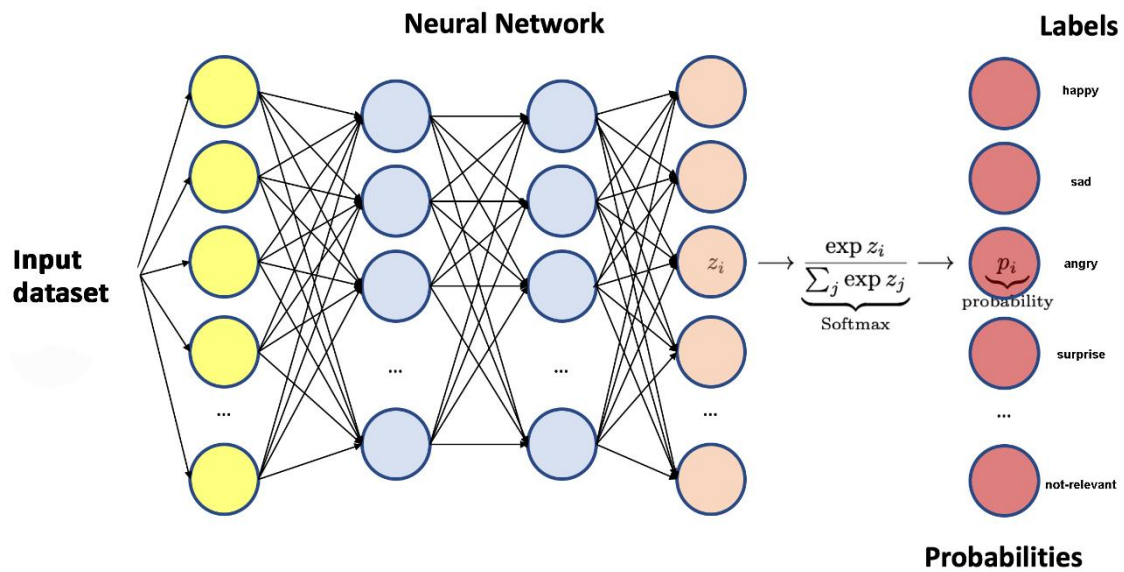 Neural Network
Labels
happy
sad
Input
dataset
z_i → exp z_i / ∑_j exp z_j → p_i
Softmax
probability
angry
surprise
...
...
...
...
...
not-relevant
Probabilities